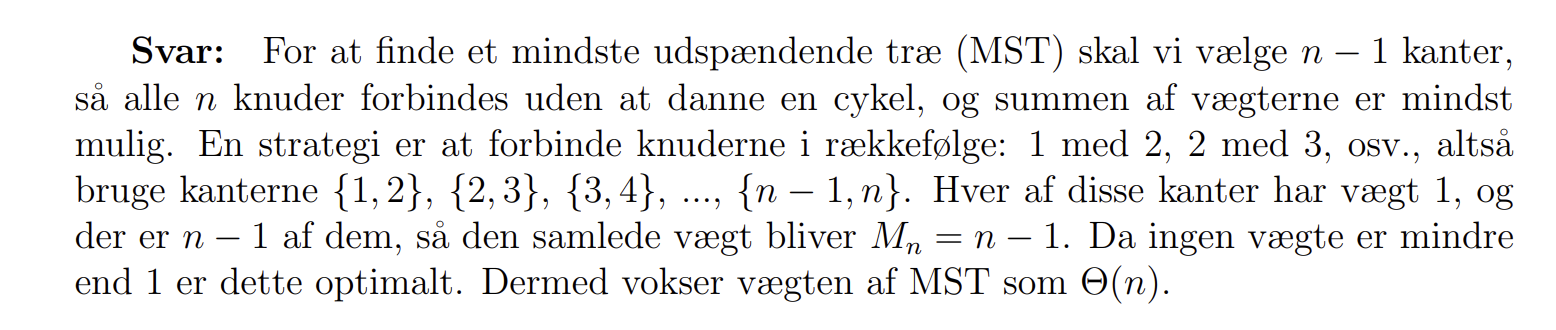 Svar: For at finde et mindste udspændende træ (MST) skal vi vælge n − 1 kanter,
så alle n knuder forbindes uden at danne en cykel, og summen af vægterne er mindst
mulig. En strategi er at forbinde knuderne i rækkefølge: 1 med 2, 2 med 3, osv., altså
bruge kanterne {1, 2}, {2, 3}, {3, 4}, ..., {n − 1, n}. Hver af disse kanter har vægt 1, og
der er n − 1 af dem, så den samlede vægt bliver Mₙ = n − 1. Da ingen vægte er mindre
end 1 er dette optimalt. Dermed vokser vægten af MST som Θ(n).